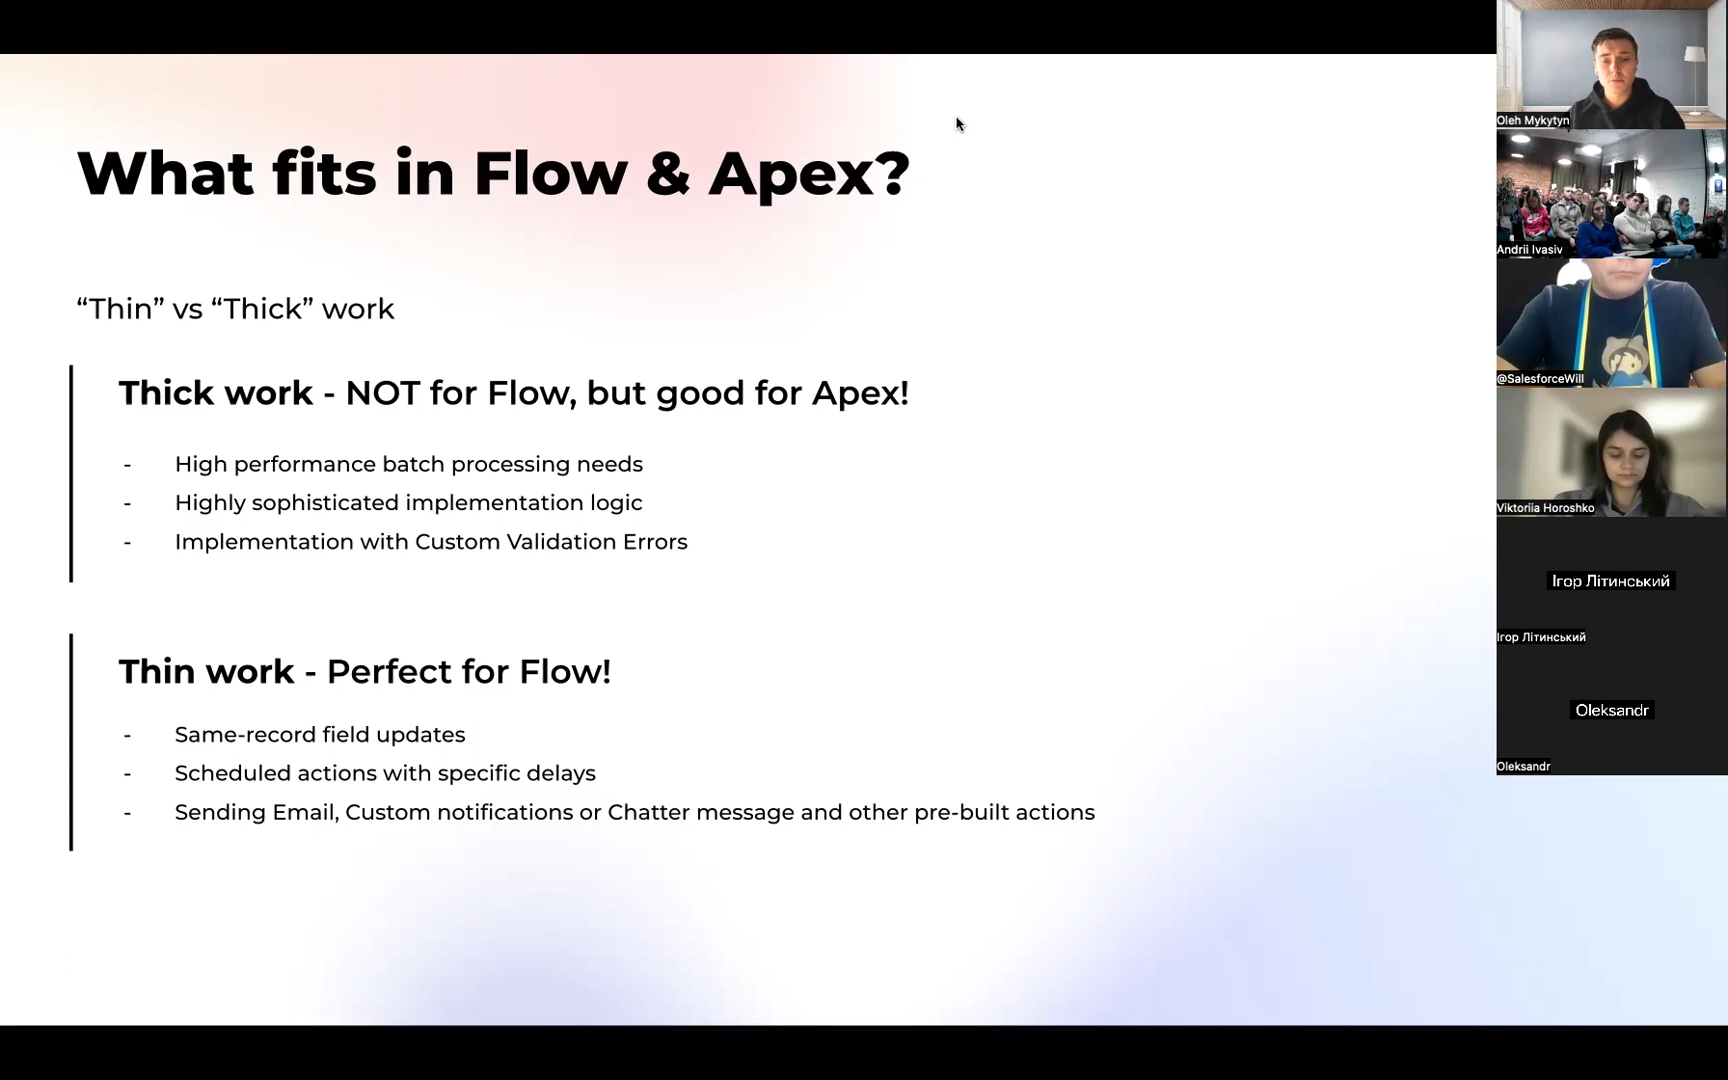 What fits in Flow & Apex?
“Thin” vs “Thick” work
Thick work - NOT for Flow, but good for Apex!
- High performance batch processing needs
- Highly sophisticated implementation logic
- Implementation with Custom Validation Errors
Thin work - Perfect for Flow!
- Same-record field updates
- Scheduled actions with specific delays
- Sending Email, Custom notifications or Chatter message and other pre-built actions
Oleh Mykytyn
Andrii Ivasiv
@SalesforceWill
Viktoriia Horoshko
Ігор Літинський
Ігор Літинський
Oleksandr
Oleksandr